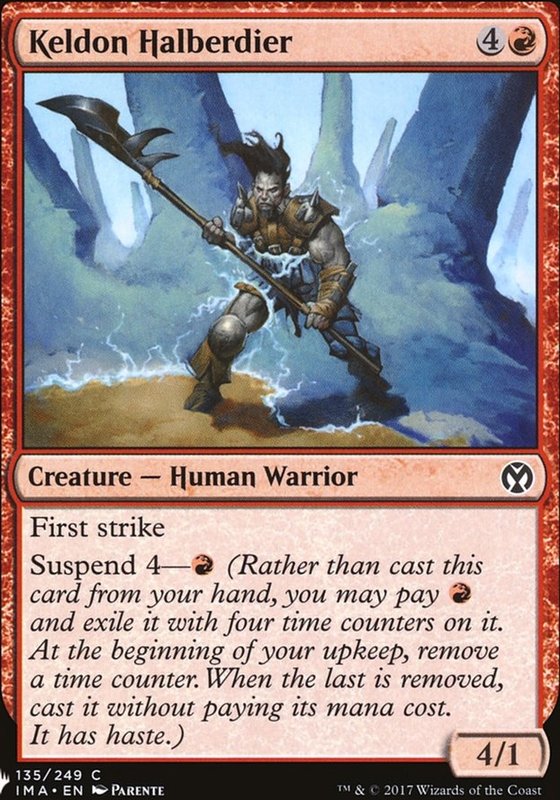 Keldon Halberdier 4
Creature — Human Warrior
First strike
Suspend 4— (Rather than cast this
card from your hand, you may pay
and exile it with four time counters on it.
At the beginning of your upkeep, remove
a time counter. When the last is removed,
cast it without paying its mana cost.
It has haste.)
4/1
135/249 C
IMA • EN PARENTE
™ & © 2017 Wizards of the Coast